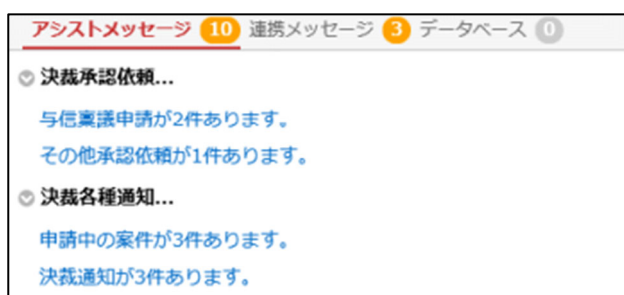 アシストメッセージ 10 連携メッセージ 3 データベース 0
決裁承認依頼...
与信稟議申請が2件あります。
その他承認依頼が1件あります。
決裁各種通知...
申請中の案件が3件あります。
決裁通知が3件あります。